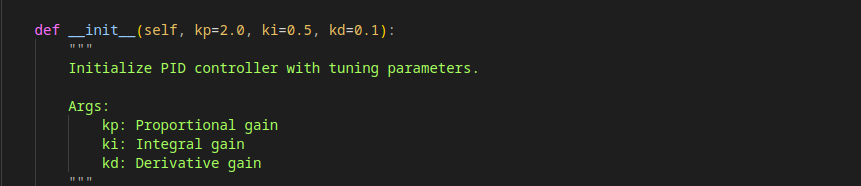 def __init__(self, kp=2.0, ki=0.5, kd=0.1):
"""
Initialize PID controller with tuning parameters.
Args:
kp: Proportional gain
ki: Integral gain
kd: Derivative gain
"""